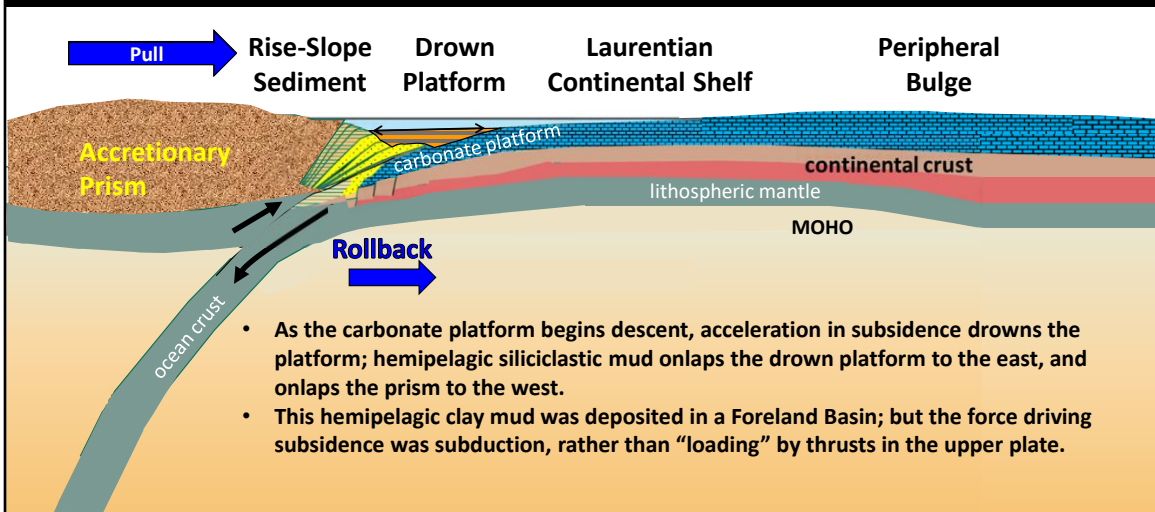 Pull
Rise-Slope
Sediment
Drown
Platform
Laurentian
Continental Shelf
Peripheral
Bulge
Accretionary
Prism
carbonate platform
continental crust
lithospheric mantle
MOHO
Rollback
ocean crust
• As the carbonate platform begins descent, acceleration in subsidence drowns the
platform; hemipelagic siliciclastic mud onlaps the drown platform to the east, and
onlaps the prism to the west.
• This hemipelagic clay mud was deposited in a Foreland Basin; but the force driving
subsidence was subduction, rather than “loading” by thrusts in the upper plate.